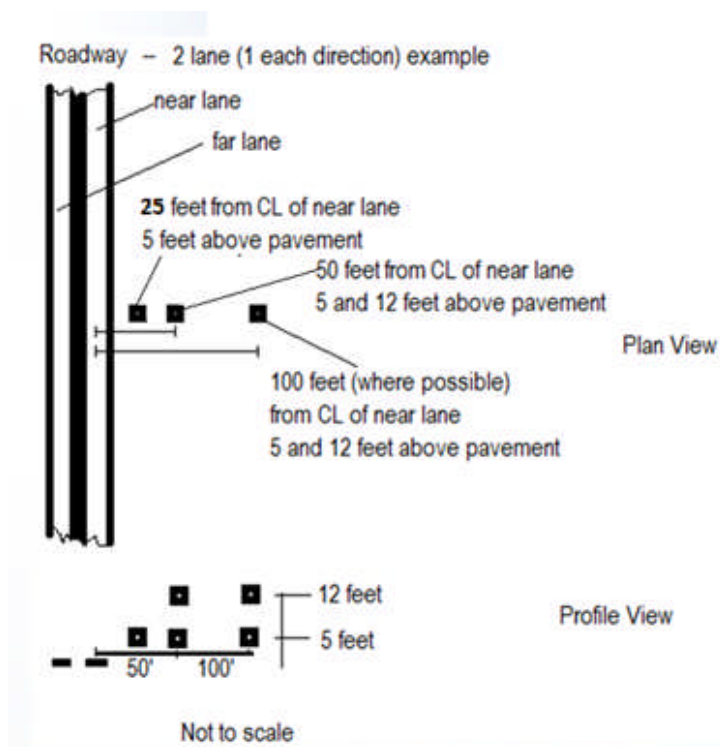 Roadway – 2 lane (1 each direction) example
near lane
far lane
25 feet from CL of near lane
5 feet above pavement
50 feet from CL of near lane
5 and 12 feet above pavement
Plan View
100 feet (where possible)
from CL of near lane
5 and 12 feet above pavement
12 feet
Profile View
5 feet
50' 100'
Not to scale